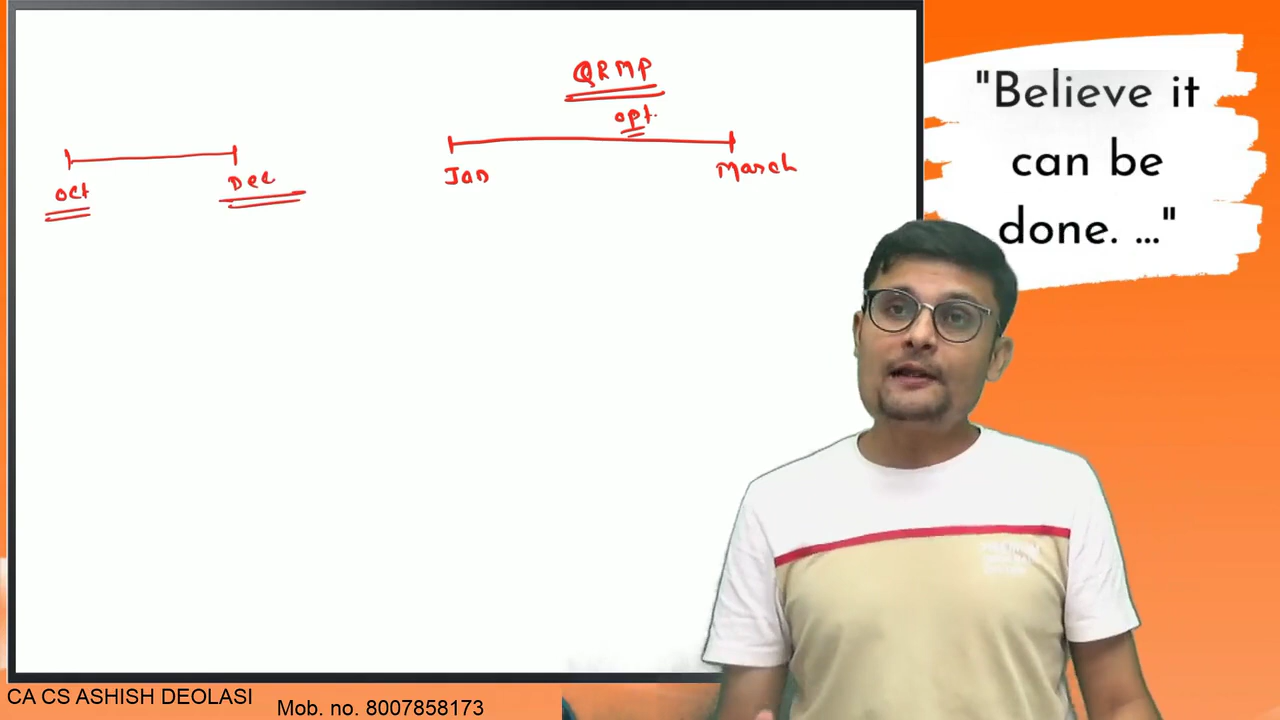 QRMP
opt.
Oct
Dec
Jan
March
"Believe it
can be
done. ..."
CA CS ASHISH DEOLASI
Mob. no. 8007858173